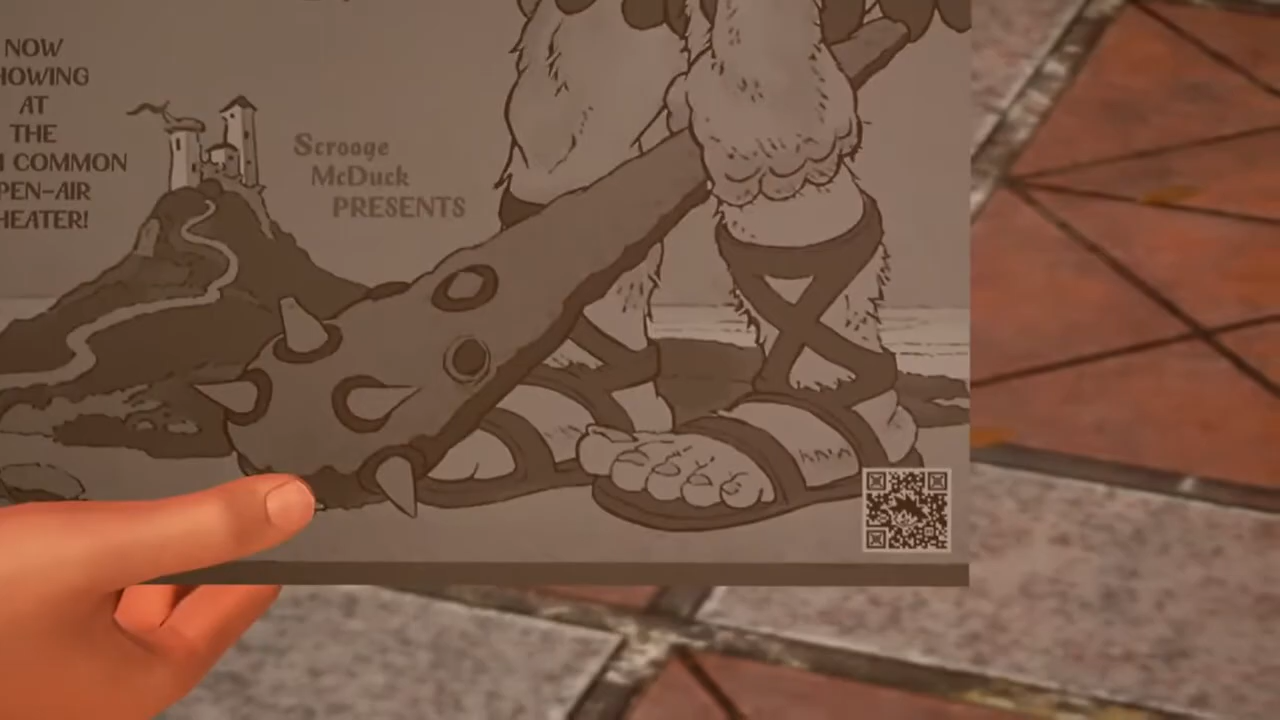 NOW
HOWING
AT
THE
COMMON
PEN-AIR
HEATER!
Scrooge
McDuck
PRESENTS